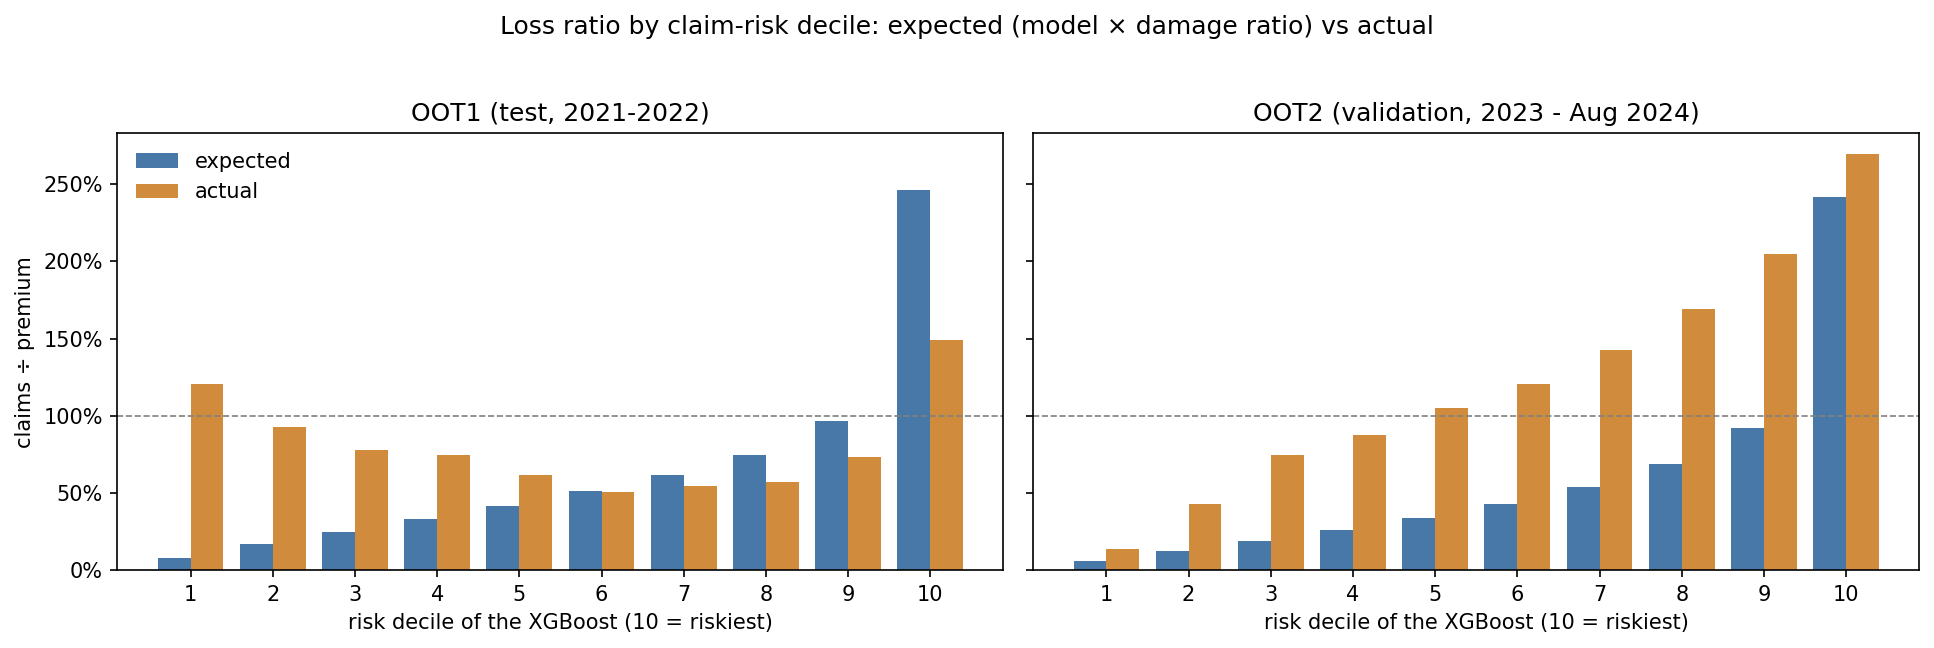 Loss ratio by claim-risk decile: expected (model × damage ratio) vs actual
OOT1 (test, 2021-2022)
expected
actual
claims ÷ premium
250%
200%
150%
100%
50%
0%
1 2 3 4 5 6 7 8 9 10
risk decile of the XGBoost (10 = riskiest)
OOT2 (validation, 2023 - Aug 2024)
1 2 3 4 5 6 7 8 9 10
risk decile of the XGBoost (10 = riskiest)